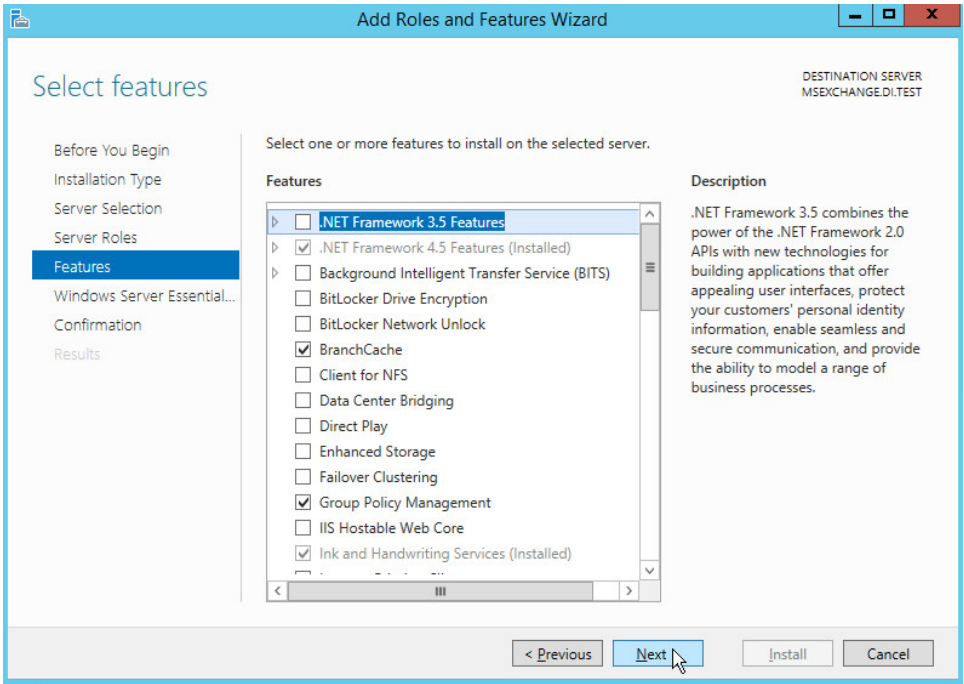 Add Roles and Features Wizard
Select features
DESTINATION SERVER
MSEXCHANGE.DI.TEST
Before You Begin
Installation Type
Server Selection
Server Roles
Features
Windows Server Essential...
Confirmation
Results
Select one or more features to install on the selected server.
Features
.NET Framework 3.5 Features
.NET Framework 4.5 Features (Installed)
Background Intelligent Transfer Service (BITS)
BitLocker Drive Encryption
BitLocker Network Unlock
BranchCache
Client for NFS
Data Center Bridging
Direct Play
Enhanced Storage
Failover Clustering
Group Policy Management
IIS Hostable Web Core
Ink and Handwriting Services (Installed)
Description
.NET Framework 3.5 combines the
power of the .NET Framework 2.0
APIs with new technologies for
building applications that offer
appealing user interfaces, protect
your customers' personal identity
information, enable seamless and
secure communication, and provide
the ability to model a range of
business processes.
< Previous
Next
Install
Cancel